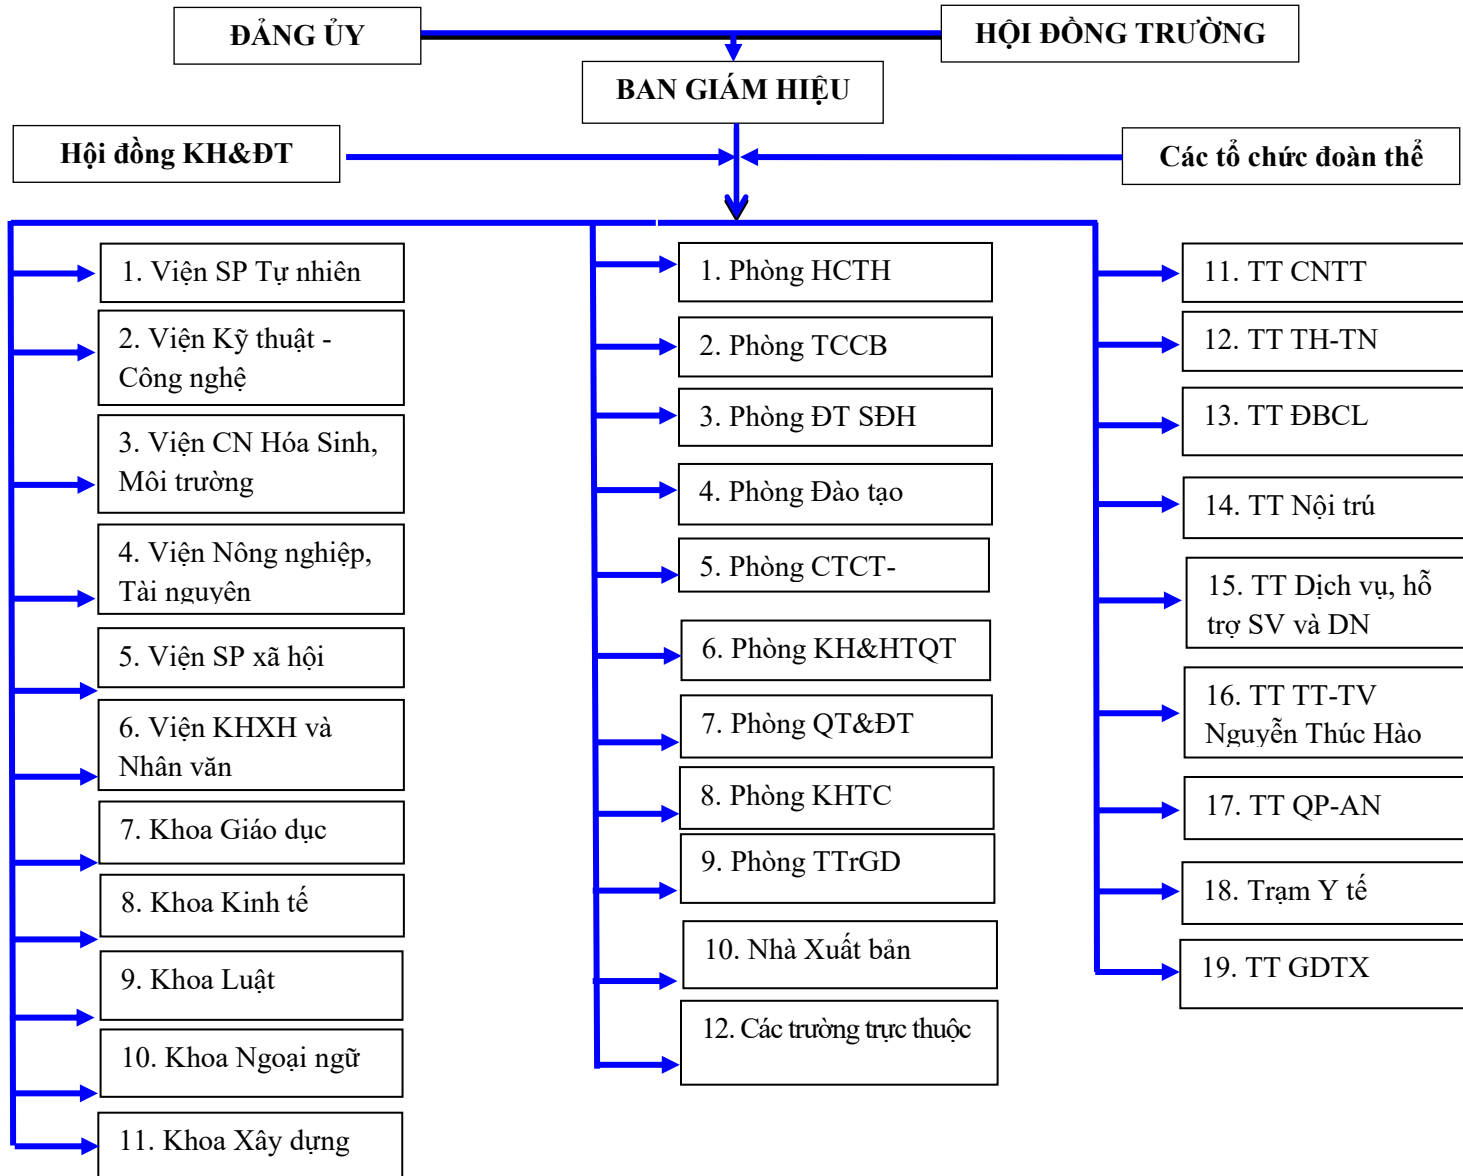 ĐẢNG ỦY
HỘI ĐỒNG TRƯỜNG
BAN GIÁM HIỆU
Hội đồng KH&ĐT
Các tổ chức đoàn thể
1. Viện SP Tự nhiên
2. Viện Kỹ thuật -
Công nghệ
3. Viện CN Hóa Sinh,
Môi trường
4. Viện Nông nghiệp,
Tài nguyên
5. Viện SP xã hội
6. Viện KHXH và
Nhân văn
7. Khoa Giáo dục
8. Khoa Kinh tế
9. Khoa Luật
10. Khoa Ngoại ngữ
11. Khoa Xây dựng
1. Phòng HCTH
2. Phòng TCCB
3. Phòng ĐT SĐH
4. Phòng Đào tạo
5. Phòng CTCT-
6. Phòng KH&HTQT
7. Phòng QT&ĐT
8. Phòng KHTC
9. Phòng TTrGD
10. Nhà Xuất bản
12. Các trường trực thuộc
11. TT CNTT
12. TT TH-TN
13. TT ĐBCL
14. TT Nội trú
15. TT Dịch vụ, hỗ
trợ SV và DN
16. TT TT-TV
Nguyễn Thúc Hào
17. TT QP-AN
18. Trạm Y tế
19. TT GDTX